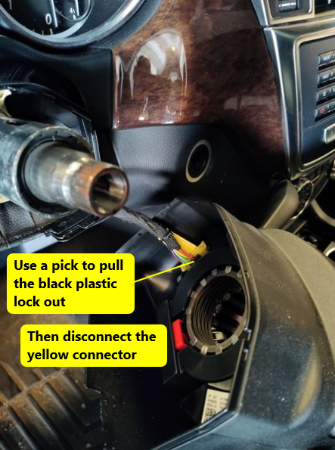 Use a pick to pull
the black plastic
lock out
Then disconnect the
yellow connector